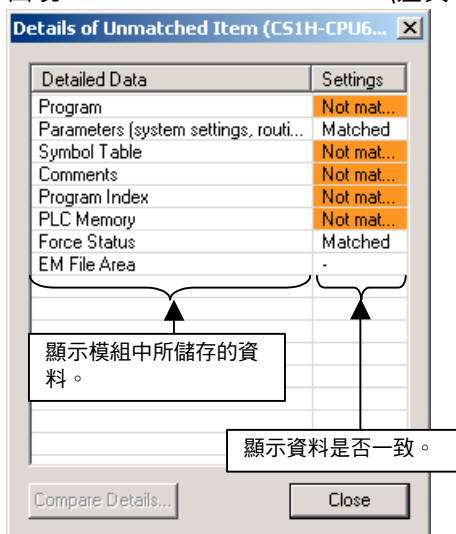 Details of Unmatched Item (CS1H-CPU6...
Detailed Data Settings
Program Not mat...
Parameters (system settings, routi... Matched
Symbol Table Not mat...
Comments Not mat...
Program Index Not mat...
PLC Memory Not mat...
Force Status Matched
EM File Area -
顯示模組中所儲存的資
料。
顯示資料是否一致。
Compare Details... Close